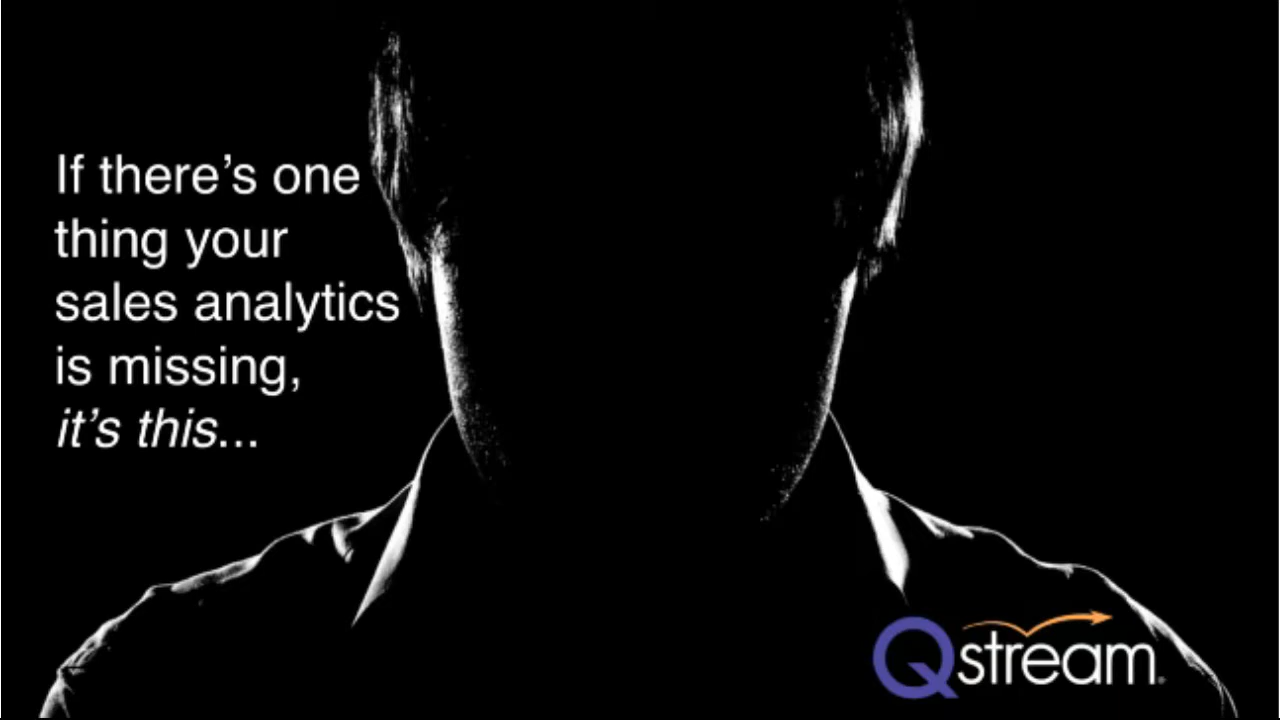 If there’s one
thing your
sales analytics
is missing,
it’s this...
Qstream